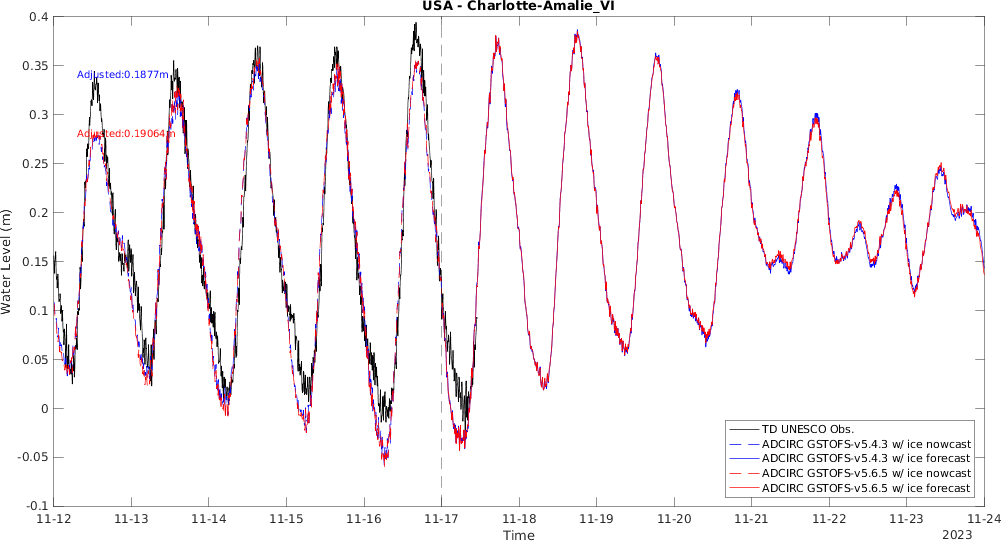 USA - Charlotte-Amalie_VI
0.4
0.35
0.3
0.25
0.2
0.15
0.1
0.05
0
-0.05
-0.1
Water Level (m)
Adjusted:0.1877m
Adjusted:0.19064m
TD UNESCO Obs.
ADCIRC GSTOFS-v5.4.3 w/ ice nowcast
ADCIRC GSTOFS-v5.4.3 w/ ice forecast
ADCIRC GSTOFS-v5.6.5 w/ ice nowcast
ADCIRC GSTOFS-v5.6.5 w/ ice forecast
11-12 11-13 11-14 11-15 11-16 11-17 11-18 11-19 11-20 11-21 11-22 11-23 11-24
Time
2023